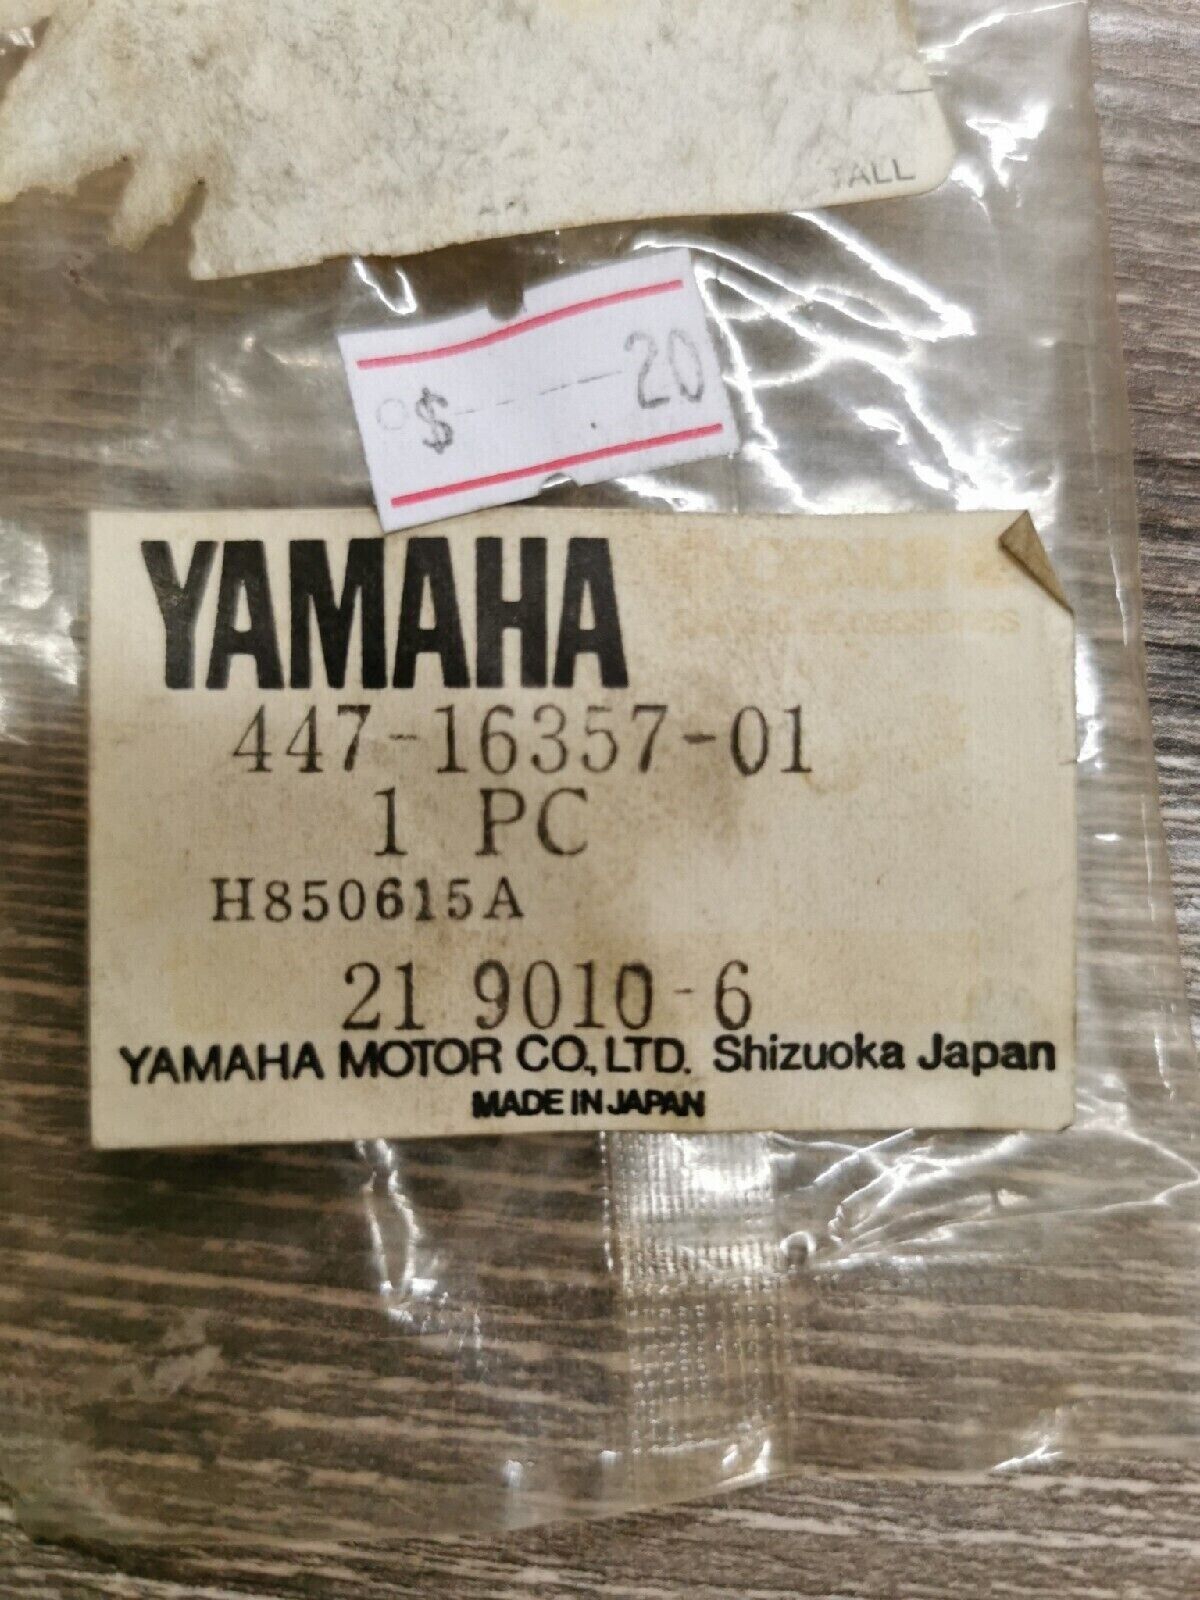 TALL
$ 20
YAMAHA
447-16357-01
1 PC
H850615A
21 9010-6
YAMAHA MOTOR CO., LTD. Shizuoka Japan
MADE IN JAPAN